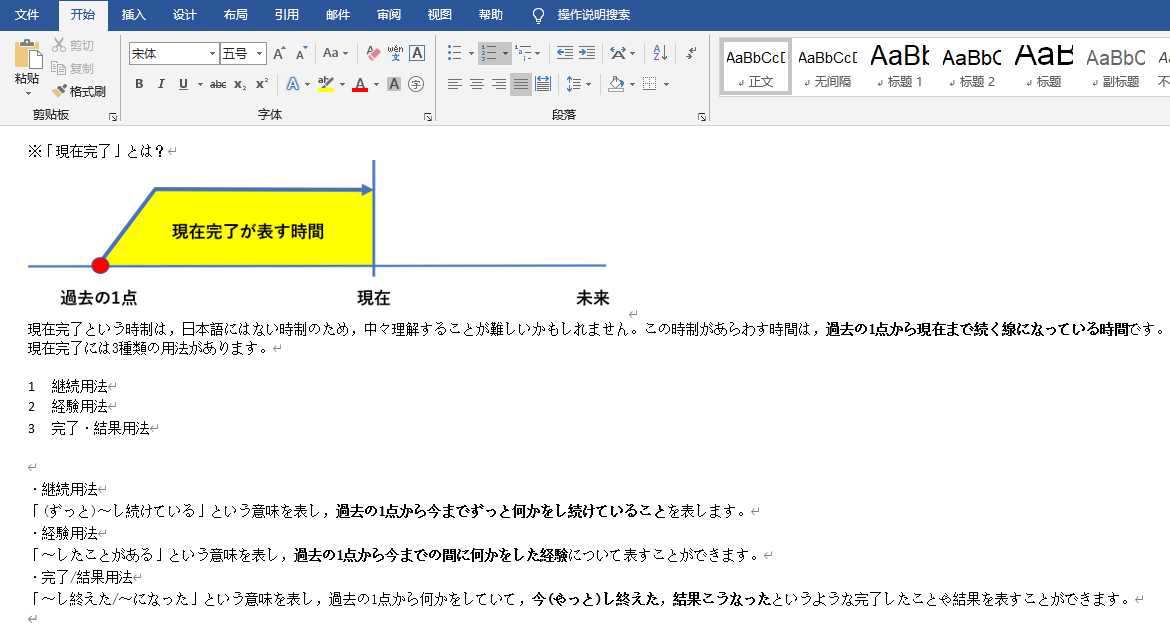 文件 开始 插入 设计 布局 引用 邮件 审阅 视图 帮助 操作说明搜索
剪切
复制
粘贴 格式刷
剪贴板
宋体 五号 A A Aa wén 文 A
B I U abc x₂ x² A aby A A 字
字体
A Z
段落
AaBbCcD AaBbCcD AaBb AaBbC AaB AaBbC
正文 无间隔 标题 1 标题 2 标题 副标题 不
※「現在完了」とは？
現在完了が表す時間
過去の1点 現在 未来
現在完了という時制は，日本語にはない時制のため，中々理解することが難しいかもしれません。この時制があらわす時間は，過去の1点から現在まで続く線になっている時間です。
現在完了には3種類の用法があります。
1 継続用法
2 経験用法
3 完了・結果用法
・継続用法
「(ずっと)～し続けている」という意味を表し，過去の1点から今までずっと何かをし続けていることを表します。
・経験用法
「～したことがある」という意味を表し，過去の1点から今までの間に何かをした経験について表すことができます。
・完了/結果用法
「～し終えた/～になった」という意味を表し，過去の1点から何かをしていて，今(やっと)し終えた，結果こうなったというような完了したことや結果を表すことができます。